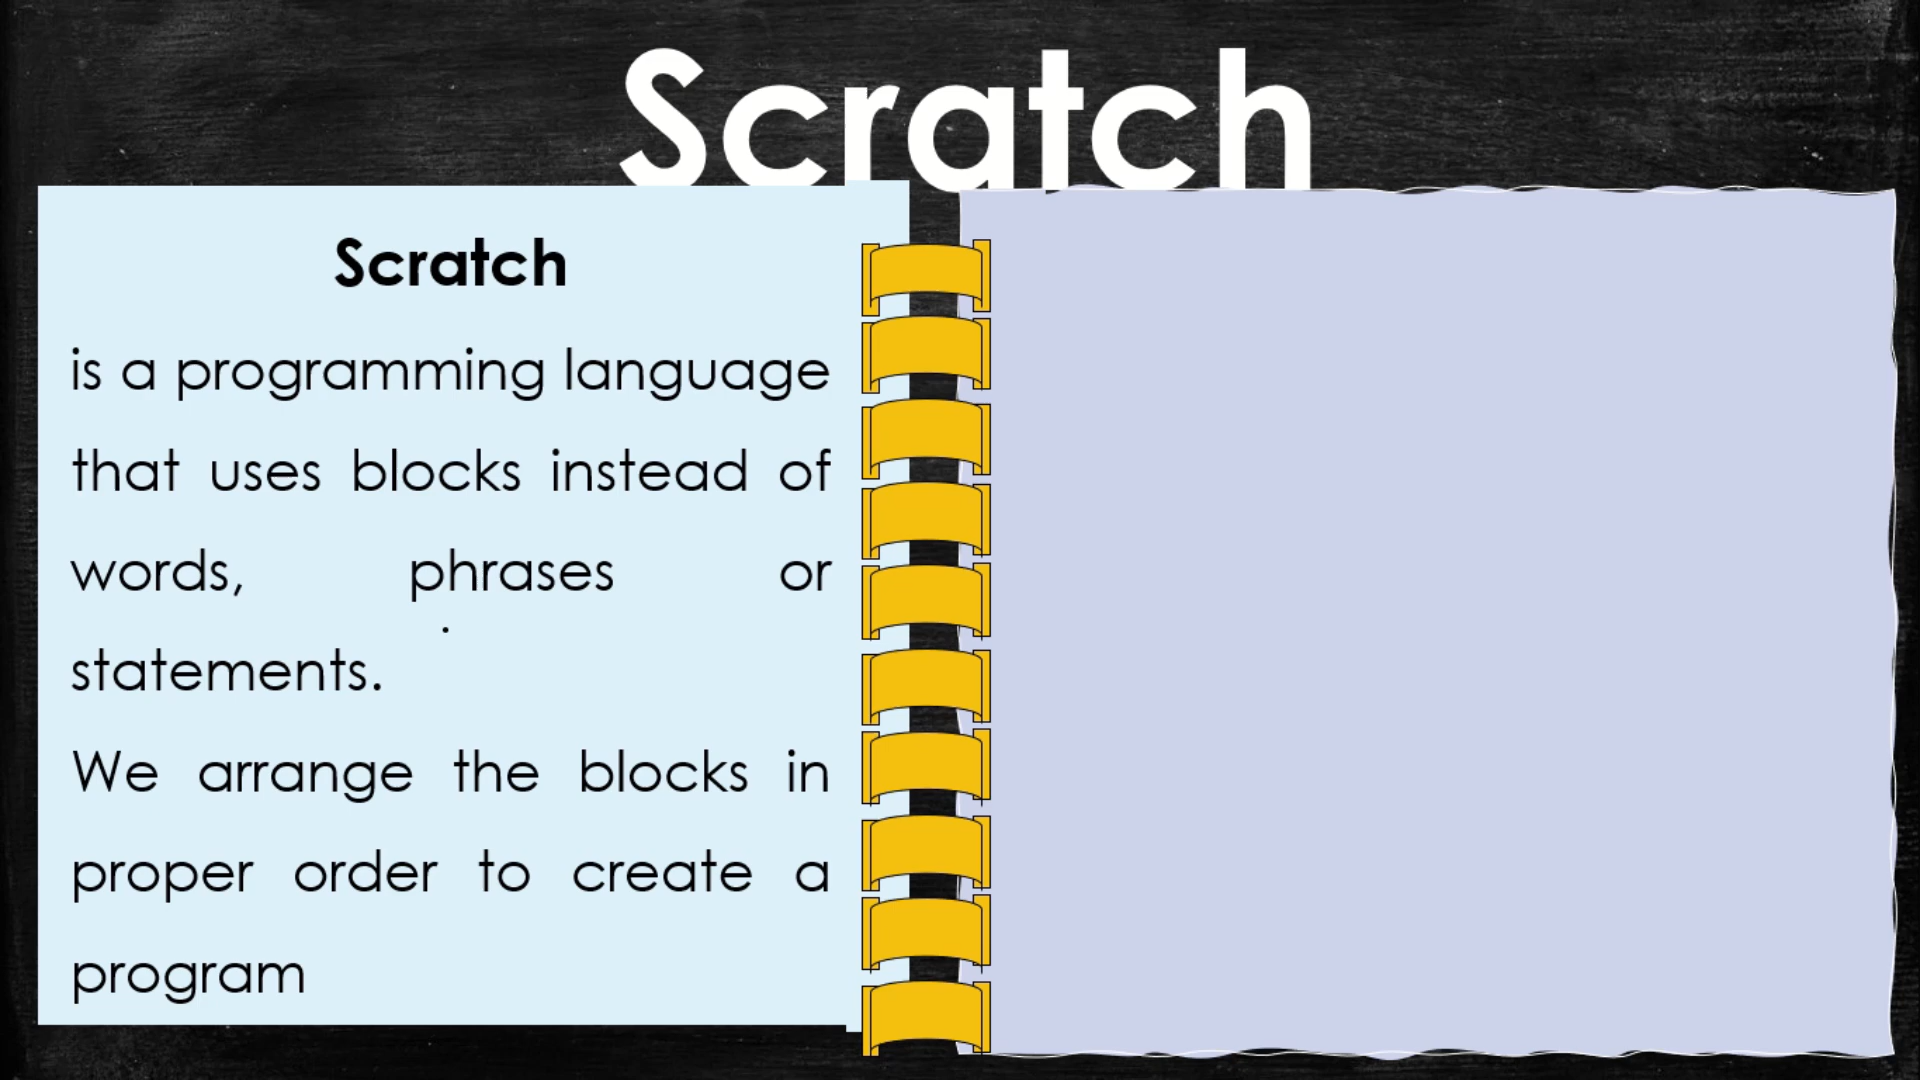 Scratch
Scratch
is a programming language
that uses blocks instead of
words, phrases or
statements.
We arrange the blocks in
proper order to create a
program